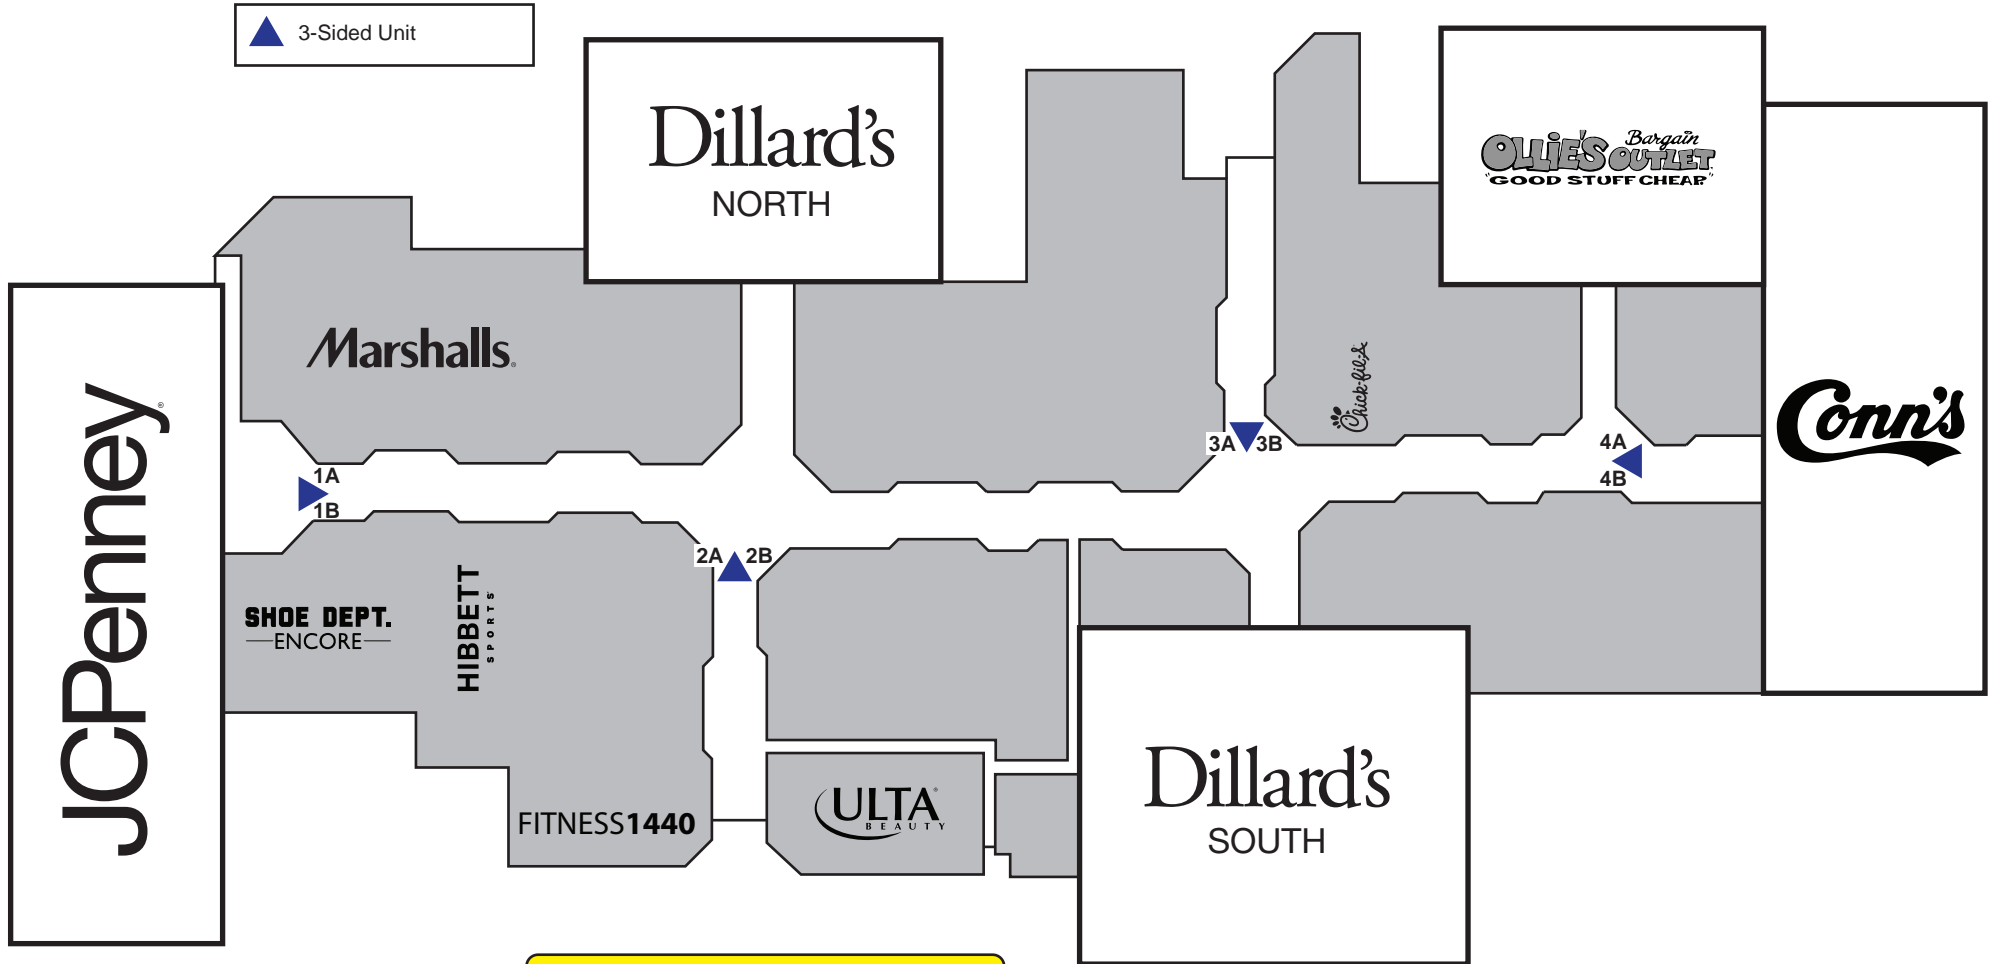 3-Sided Unit
Dillard's
NORTH
OLLIE'S Bargain OUTLET
"GOOD STUFF CHEAP."
Marshalls®
JCPenney®
Chick-fil-A
Conn's
1A
1B
3A 3B
4A
4B
2A 2B
SHOE DEPT.
ENCORE
HIBBETT
SPORTS
FITNESS1440
ULTA®
BEAUTY
Dillard's
SOUTH